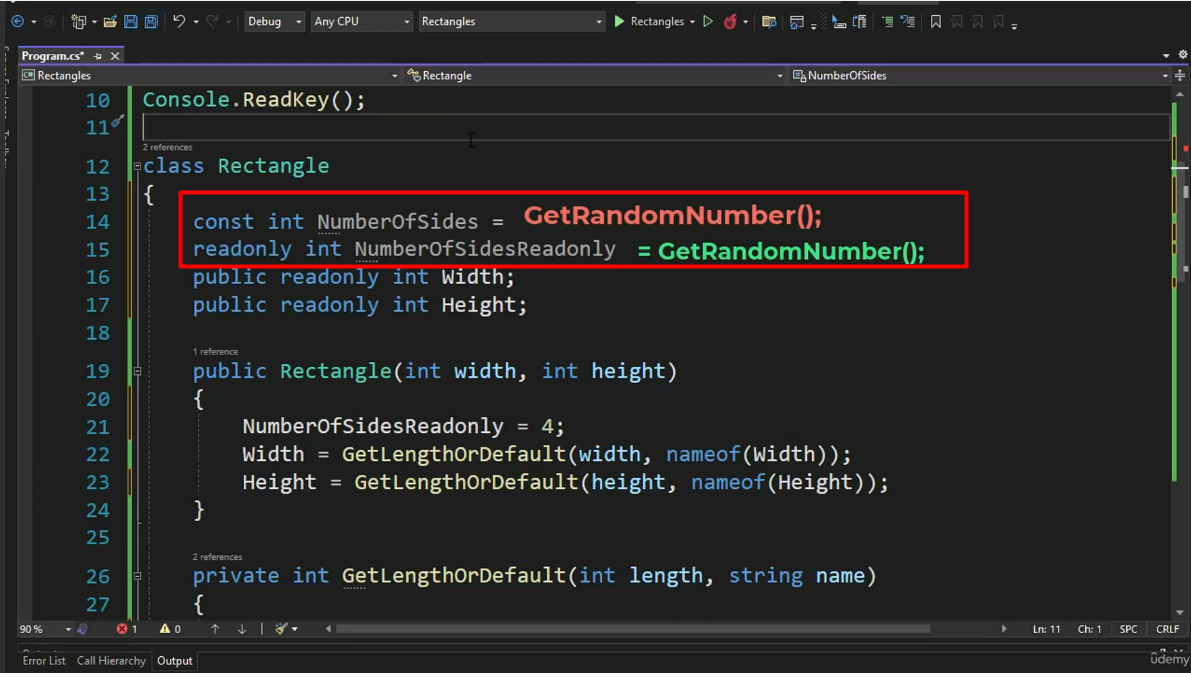 Debug Any CPU Rectangles Rectangles
Program.cs*
C# Rectangles Rectangle NumberOfSides
10 Console.ReadKey();
11
2 references
12 class Rectangle
13 {
14 const int NumberOfSides = GetRandomNumber();
15 readonly int NumberOfSidesReadonly = GetRandomNumber();
16 public readonly int Width;
17 public readonly int Height;
18
1 reference
19 public Rectangle(int width, int height)
20 {
21 NumberOfSidesReadonly = 4;
22 Width = GetLengthOrDefault(width, nameof(Width));
23 Height = GetLengthOrDefault(height, nameof(Height));
24 }
25
2 references
26 private int GetLengthOrDefault(int length, string name)
27 {
90 % 1 0 Ln: 11 Ch: 1 SPC CRLF
Error List Call Hierarchy Output
udemy